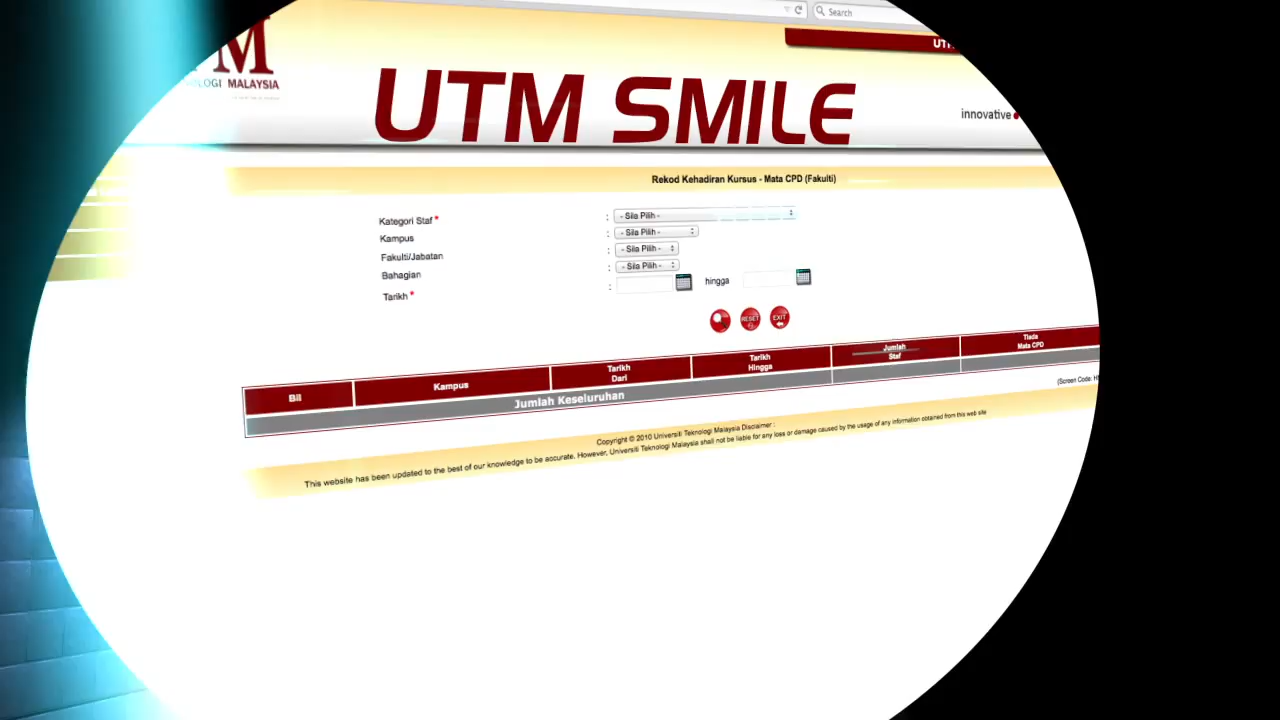 Search
UTM
M
OLOGI MALAYSIA
UTM SMILE
innovative
Rekod Kehadiran Kursus - Mata CPD (Fakulti)
Kategori Staf * : - Sila Pilih -
Kampus : - Sila Pilih -
Fakulti/Jabatan : - Sila Pilih -
Bahagian : - Sila Pilih -
Tarikh * : hingga
RESET EXIT
Bil Kampus Tarikh Dari Tarikh Hingga Jumlah Staf Tiada Mata CPD
Jumlah Keseluruhan
(Screen Code:
Copyright © 2010 Universiti Teknologi Malaysia Disclaimer :
This website has been updated to the best of our knowledge to be accurate. However, Universiti Teknologi Malaysia shall not be liable for any loss or damage caused by the usage of any information obtained from this web site